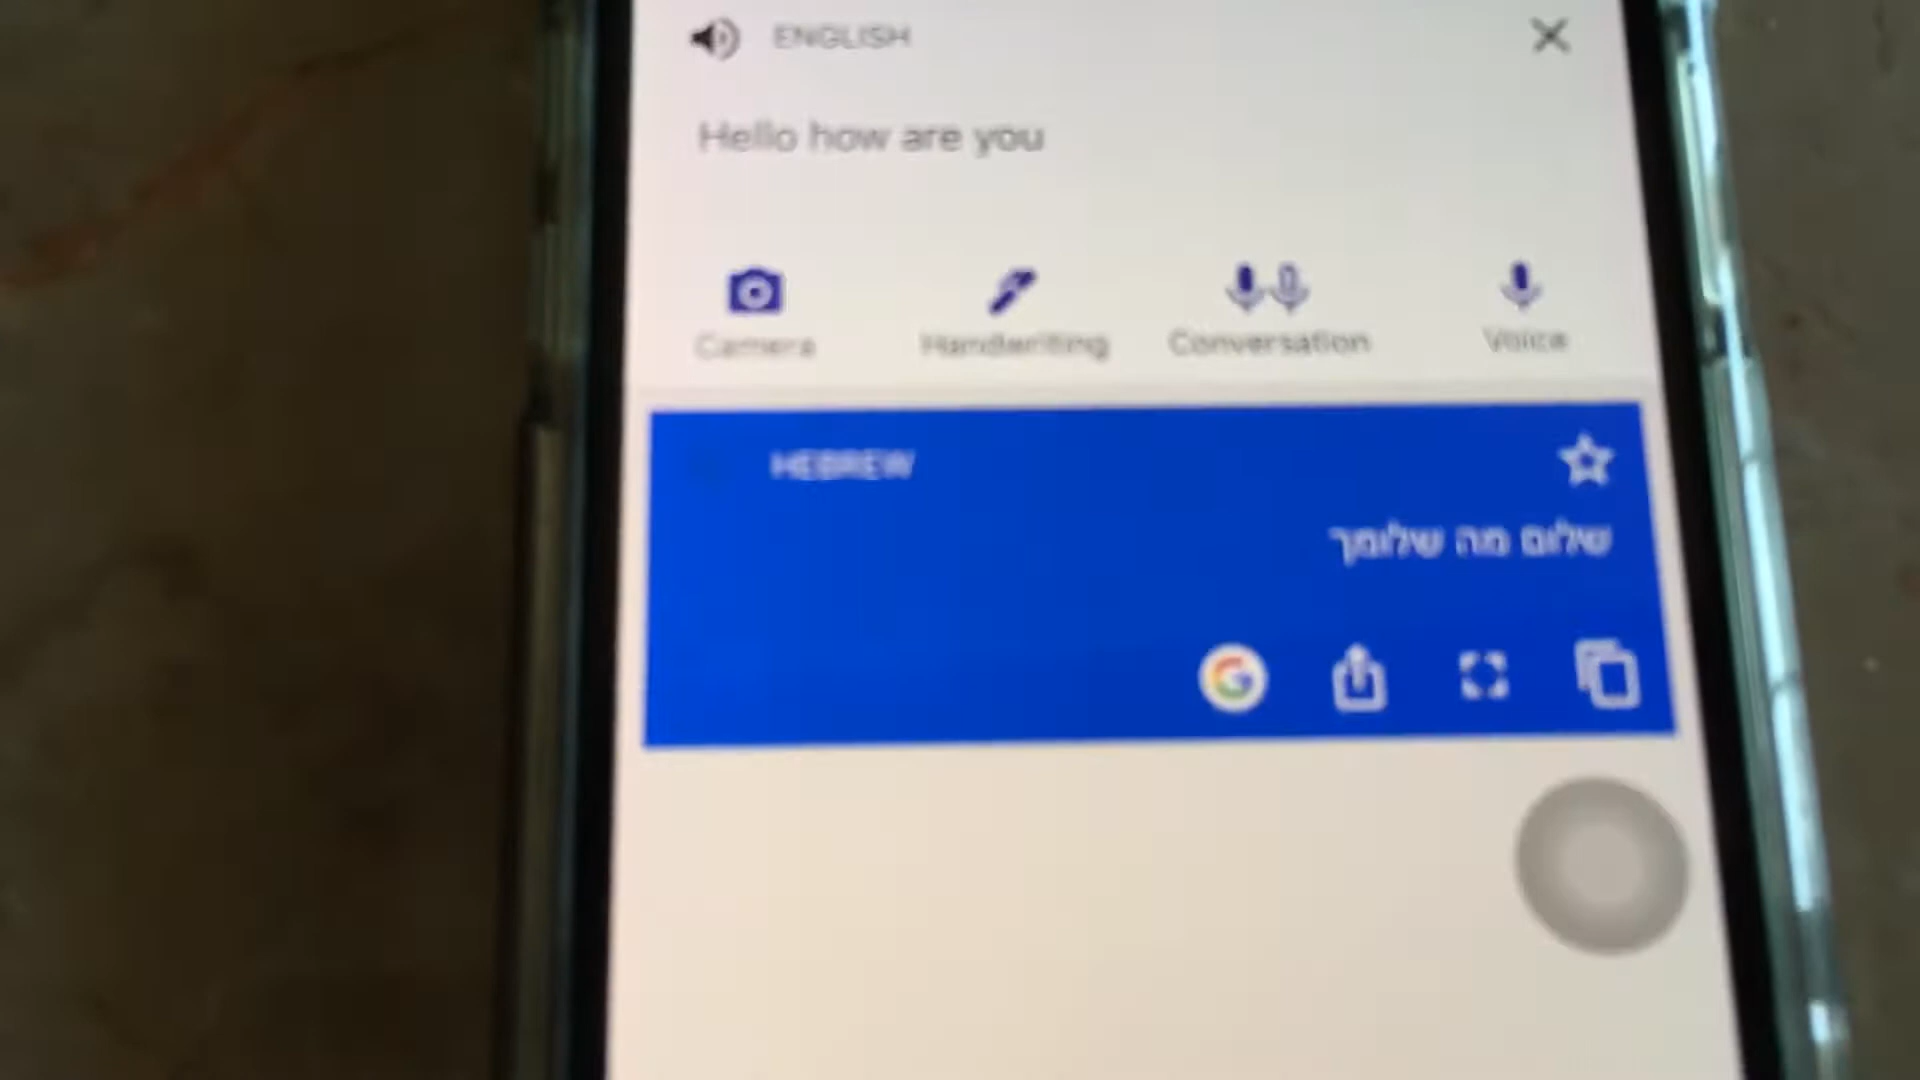 ENGLISH
Hello how are you
Camera Handwriting Conversation Voice
HEBREW
שלום מה שלומך
G